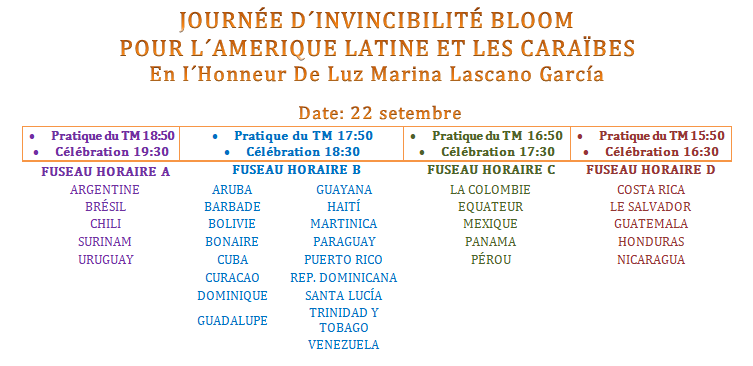 JOURNÉE D´INVINCIBILITÉ BLOOM
POUR L´AMERIQUE LATINE ET LES CARAÏBES
En I´Honneur De Luz Marina Lascano García
Date: 22 setembre
• Pratique du TM 18:50
• Célébration 19:30
• Pratique du TM 17:50
• Célébration 18:30
• Pratique du TM 16:50
• Célébration 17:30
• Pratique du TM 15:50
• Célébration 16:30
FUSEAU HORAIRE A
ARGENTINE
BRÉSIL
CHILI
SURINAM
URUGUAY
FUSEAU HORAIRE B
ARUBA
BARBADE
BOLIVIE
BONAIRE
CUBA
CURACAO
DOMINIQUE
GUADALUPE
GUAYANA
HAITÍ
MARTINICA
PARAGUAY
PUERTO RICO
REP. DOMINICANA
SANTA LUCÍA
TRINIDAD Y
TOBAGO
VENEZUELA
FUSEAU HORAIRE C
LA COLOMBIE
EQUATEUR
MEXIQUE
PANAMA
PÉROU
FUSEAU HORAIRE D
COSTA RICA
LE SALVADOR
GUATEMALA
HONDURAS
NICARAGUA